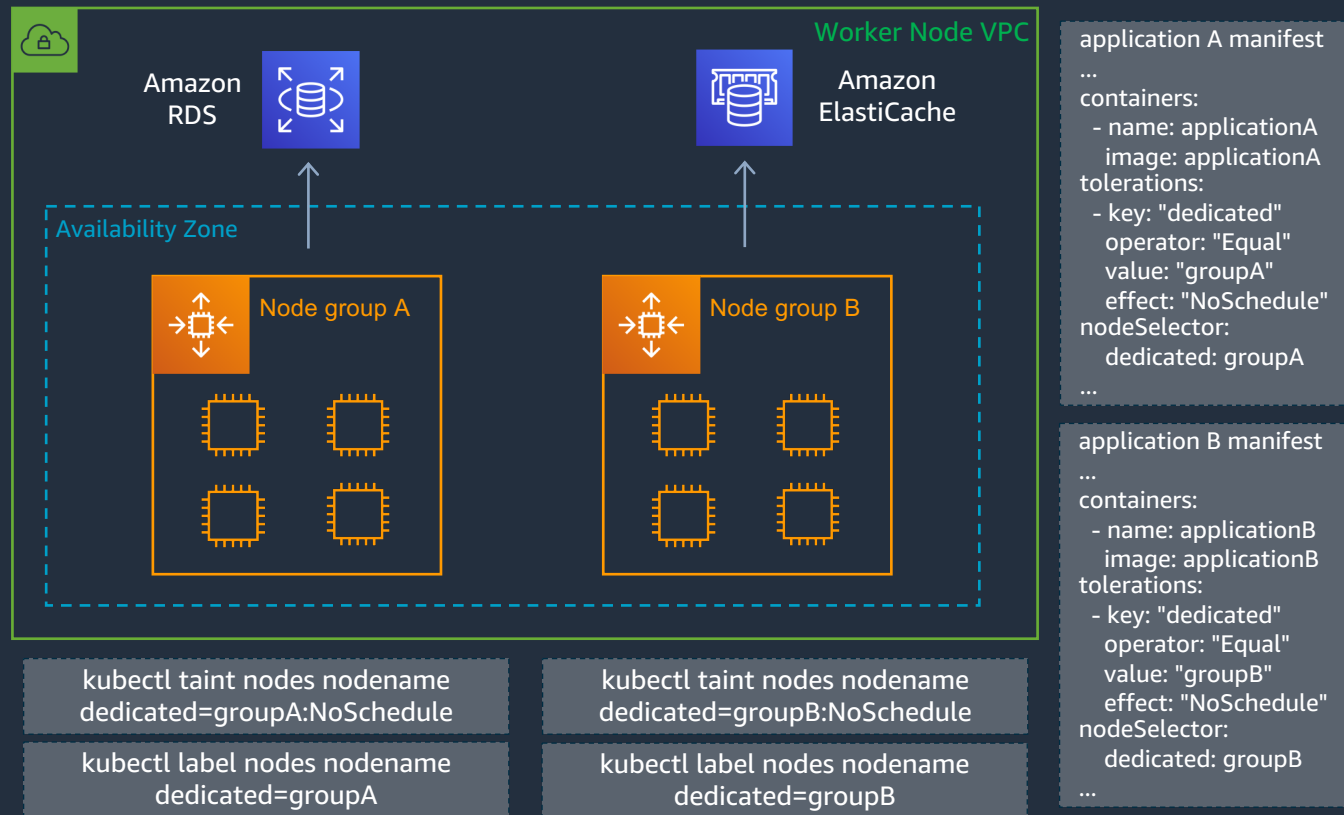 Worker Node VPC
Amazon
RDS
Amazon
ElastiCache
Availability Zone
Node group A
Node group B
kubectl taint nodes nodename
dedicated=groupA:NoSchedule
kubectl taint nodes nodename
dedicated=groupB:NoSchedule
kubectl label nodes nodename
dedicated=groupA
kubectl label nodes nodename
dedicated=groupB
application A manifest
...
containers:
- name: applicationA
image: applicationA
tolerations:
- key: "dedicated"
operator: "Equal"
value: "groupA"
effect: "NoSchedule"
nodeSelector:
dedicated: groupA
...
application B manifest
...
containers:
- name: applicationB
image: applicationB
tolerations:
- key: "dedicated"
operator: "Equal"
value: "groupB"
effect: "NoSchedule"
nodeSelector:
dedicated: groupB
...